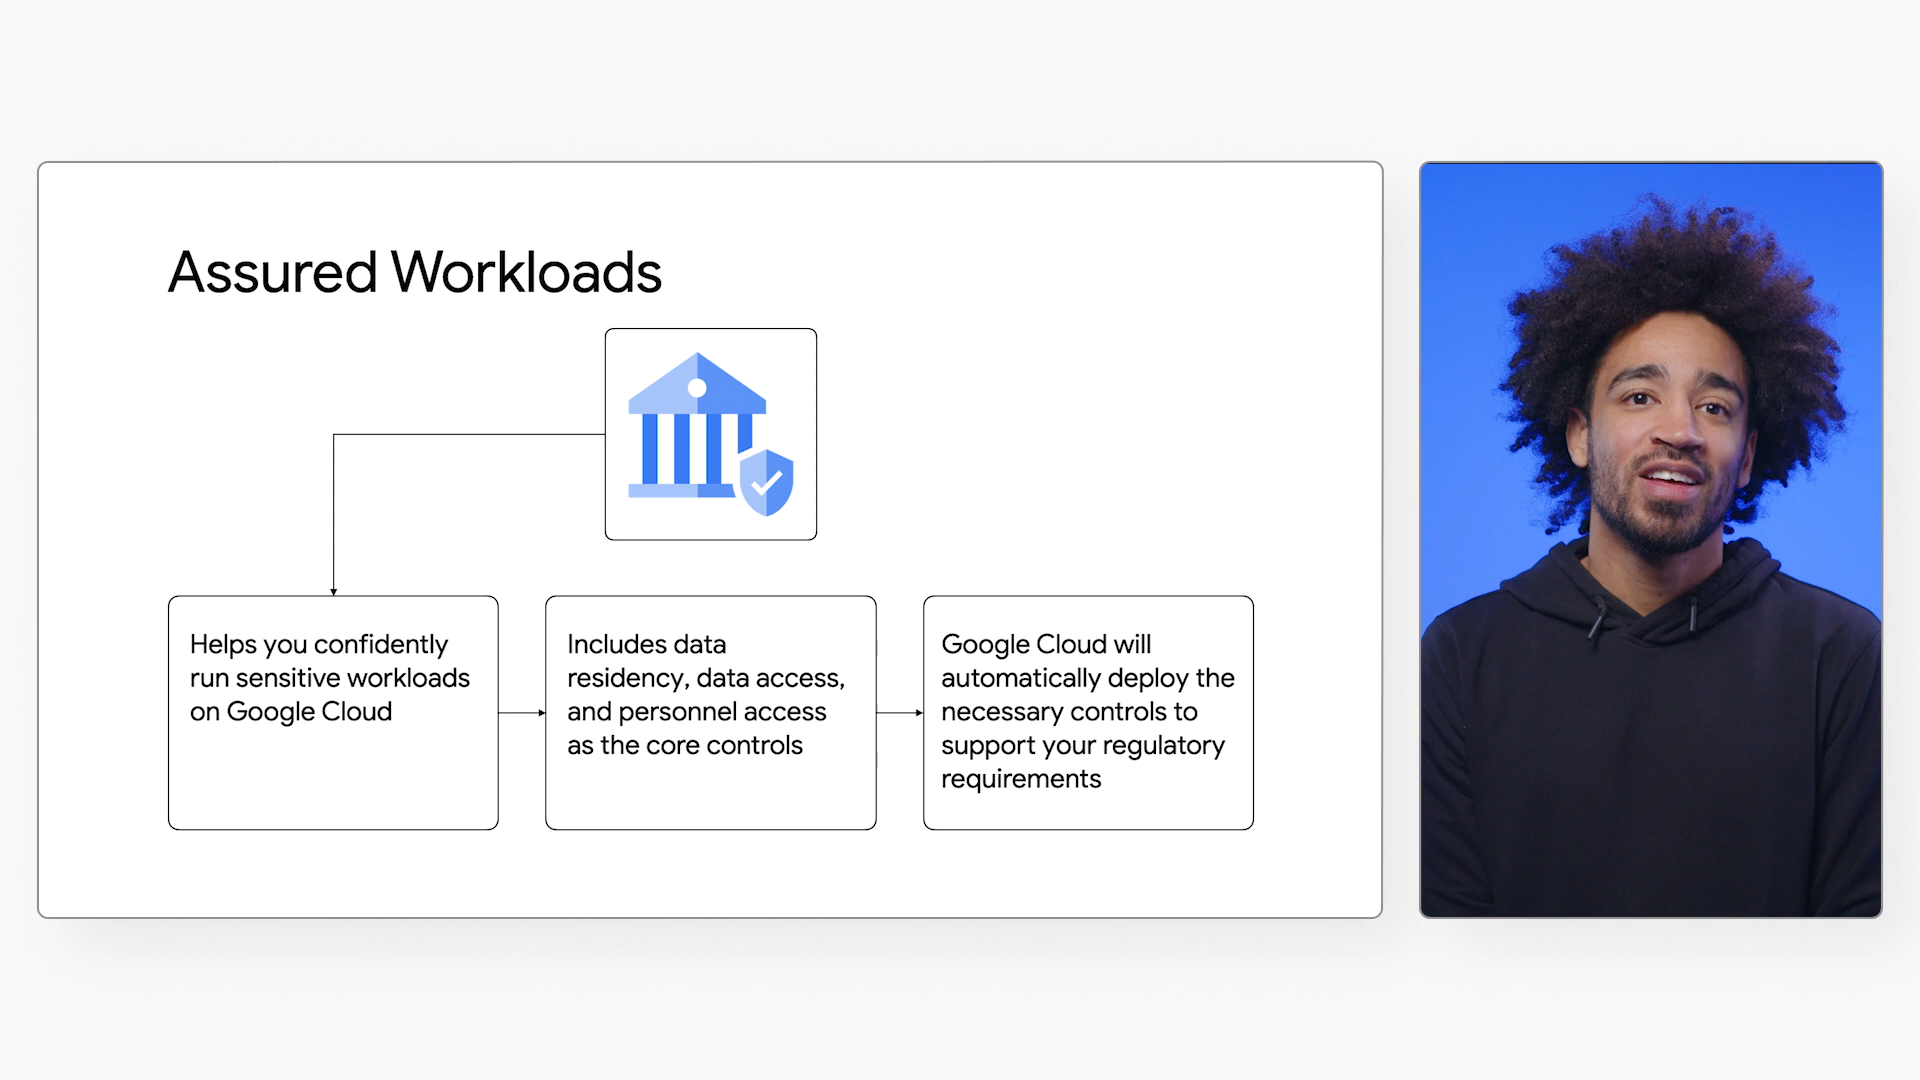 Assured Workloads
Helps you confidently
run sensitive workloads
on Google Cloud
Includes data
residency, data access,
and personnel access
as the core controls
Google Cloud will
automatically deploy the
necessary controls to
support your regulatory
requirements